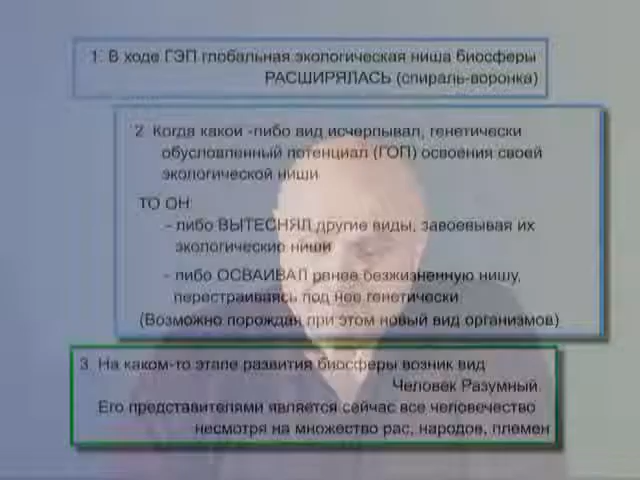 1. В ходе ГЭП глобальная экологическая ниша биосферы
РАСШИРЯЛАСЬ (спираль-воронка)
2. Когда какой -либо вид исчерпывал, генетически
обусловленный потенциал (ГОП) освоения своей
экологической ниши
ТО ОН:
- либо ВЫТЕСНЯЛ другие виды, завоевывая их
экологические ниши
- либо ОСВАИВАЛ ранее безжизненную нишу,
перестраиваясь под нее генетически
(Возможно порождая при этом новый вид организмов)
3. На каком-то этапе развития биосферы возник вид
Человек Разумный.
Его представителями является сейчас все человечество
несмотря на множество рас, народов, племен